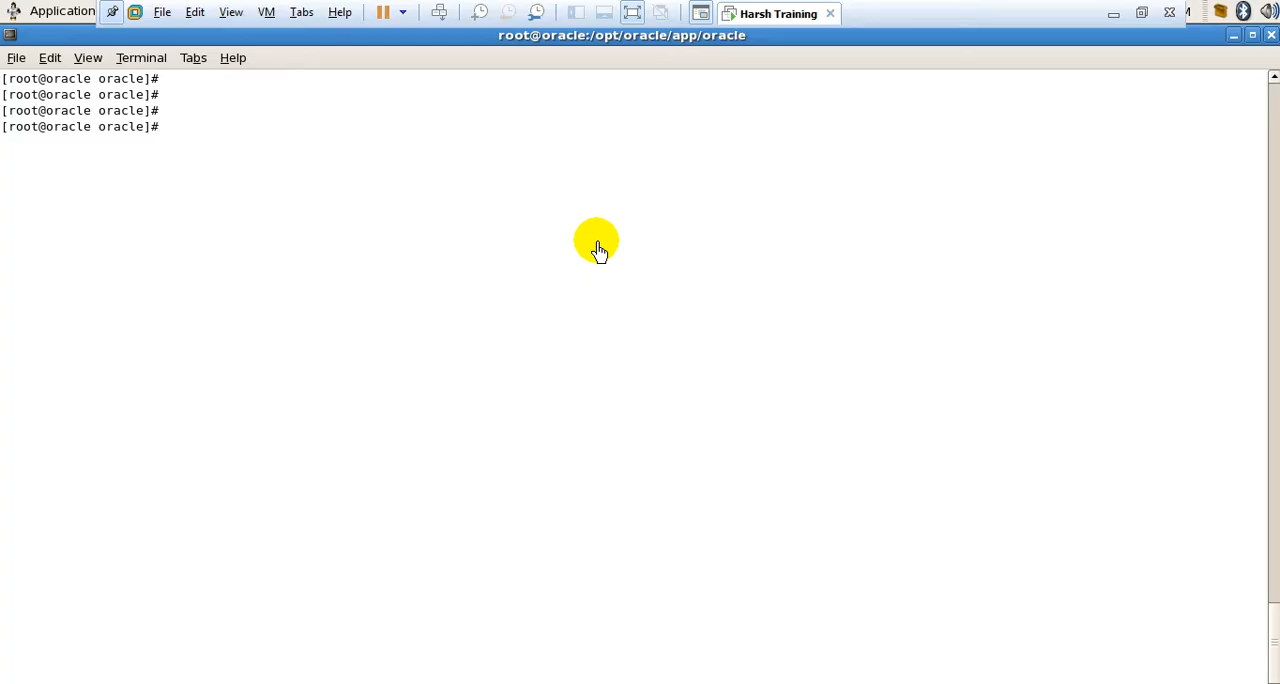 Application File Edit View VM Tabs Help Harsh Training
root@oracle:/opt/oracle/app/oracle
File Edit View Terminal Tabs Help
[root@oracle oracle]#
[root@oracle oracle]#
[root@oracle oracle]#
[root@oracle oracle]#